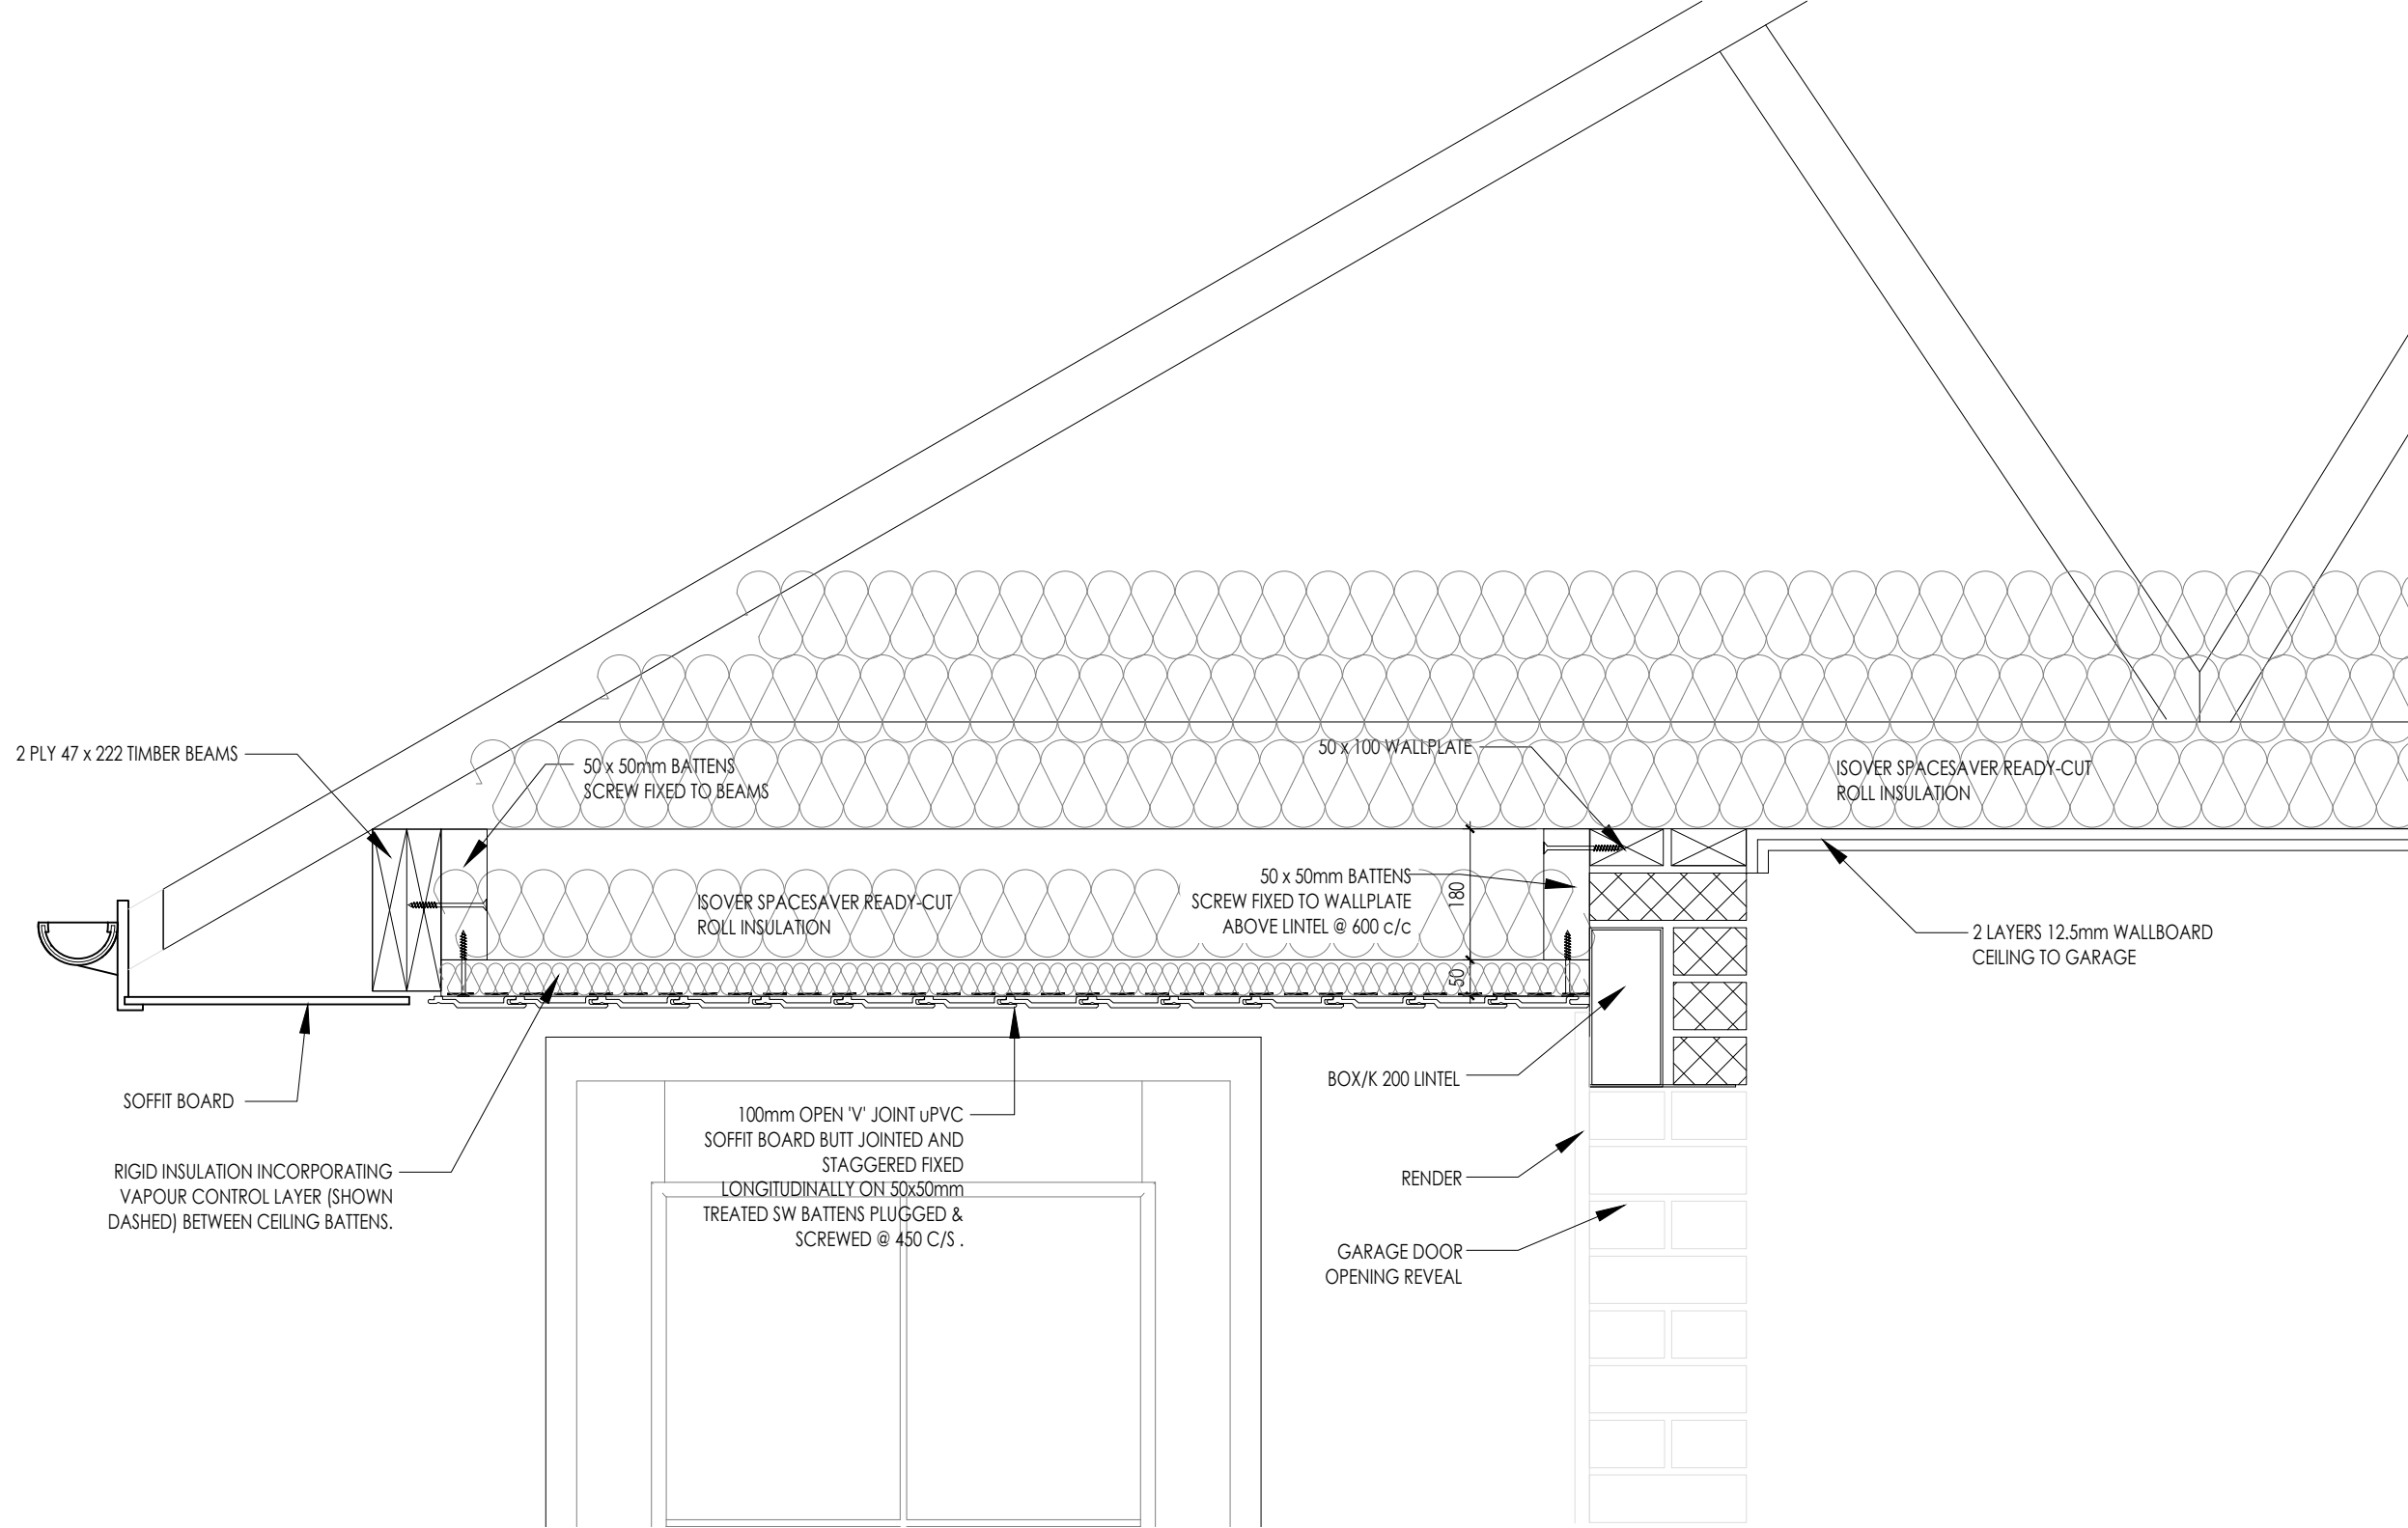 2 PLY 47 x 222 TIMBER BEAMS
50 x 50mm BATTENS
SCREW FIXED TO BEAMS
50 x 100 WALLPLATE
ISOVER SPACESAVER READY-CUT
ROLL INSULATION
ISOVER SPACESAVER READY-CUT
ROLL INSULATION
50 x 50mm BATTENS
SCREW FIXED TO WALLPLATE
ABOVE LINTEL @ 600 c/c
180
50
2 LAYERS 12.5mm WALLBOARD
CEILING TO GARAGE
SOFFIT BOARD
RIGID INSULATION INCORPORATING
VAPOUR CONTROL LAYER (SHOWN
DASHED) BETWEEN CEILING BATTENS.
100mm OPEN 'V' JOINT uPVC
SOFFIT BOARD BUTT JOINTED AND
STAGGERED FIXED
LONGITUDINALLY ON 50x50mm
TREATED SW BATTENS PLUGGED &
SCREWED @ 450 C/S .
BOX/K 200 LINTEL
RENDER
GARAGE DOOR
OPENING REVEAL